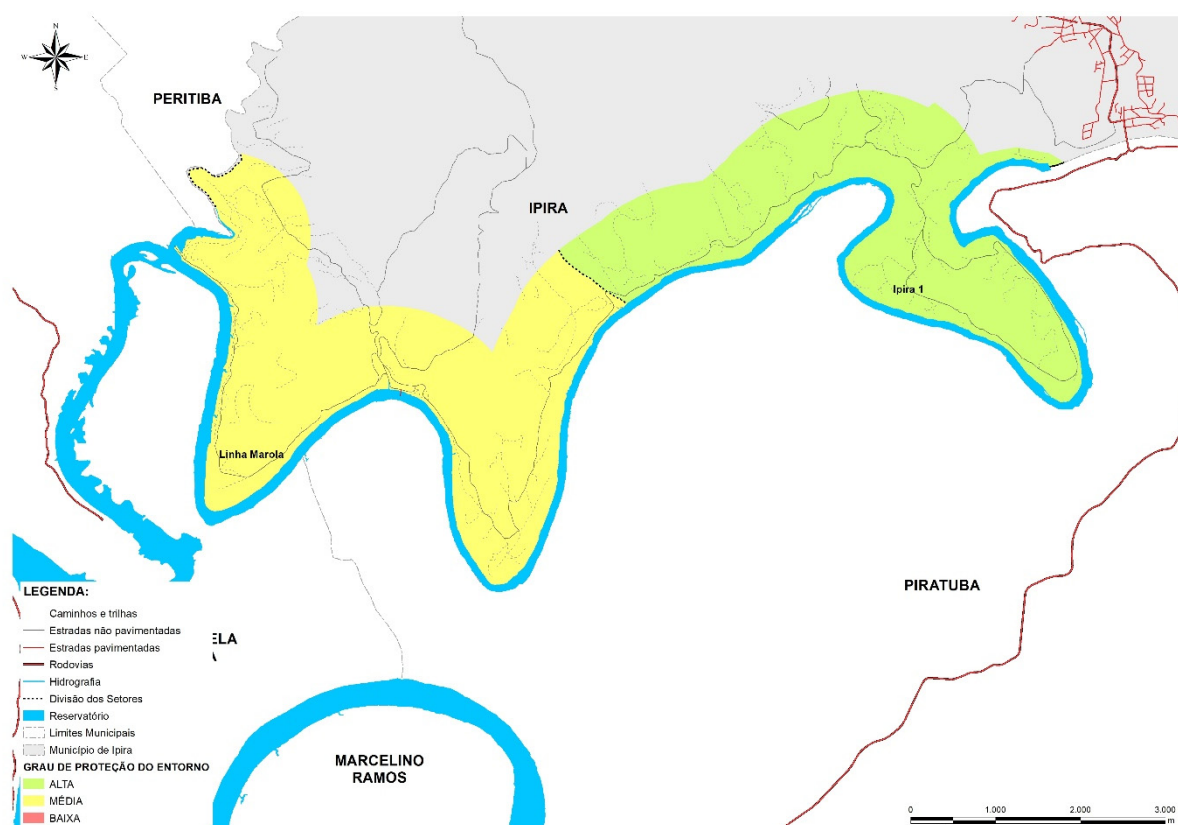 N
W
E
S
PERITIBA
IPIRA
Ipira 1
Linha Marola
PIRATUBA
LEGENDA:
Caminhos e trilhas
Estradas não pavimentadas
Estradas pavimentadas
Rodovias
Hidrografia
Divisão dos Setores
Reservatório
Limites Municipais
Município de Ipira
GRAU DE PROTEÇÃO DO ENTORNO
ALTA
MÉDIA
BAIXA
ELA
MARCELINO
RAMOS
0 1.000 2.000 3.000
m